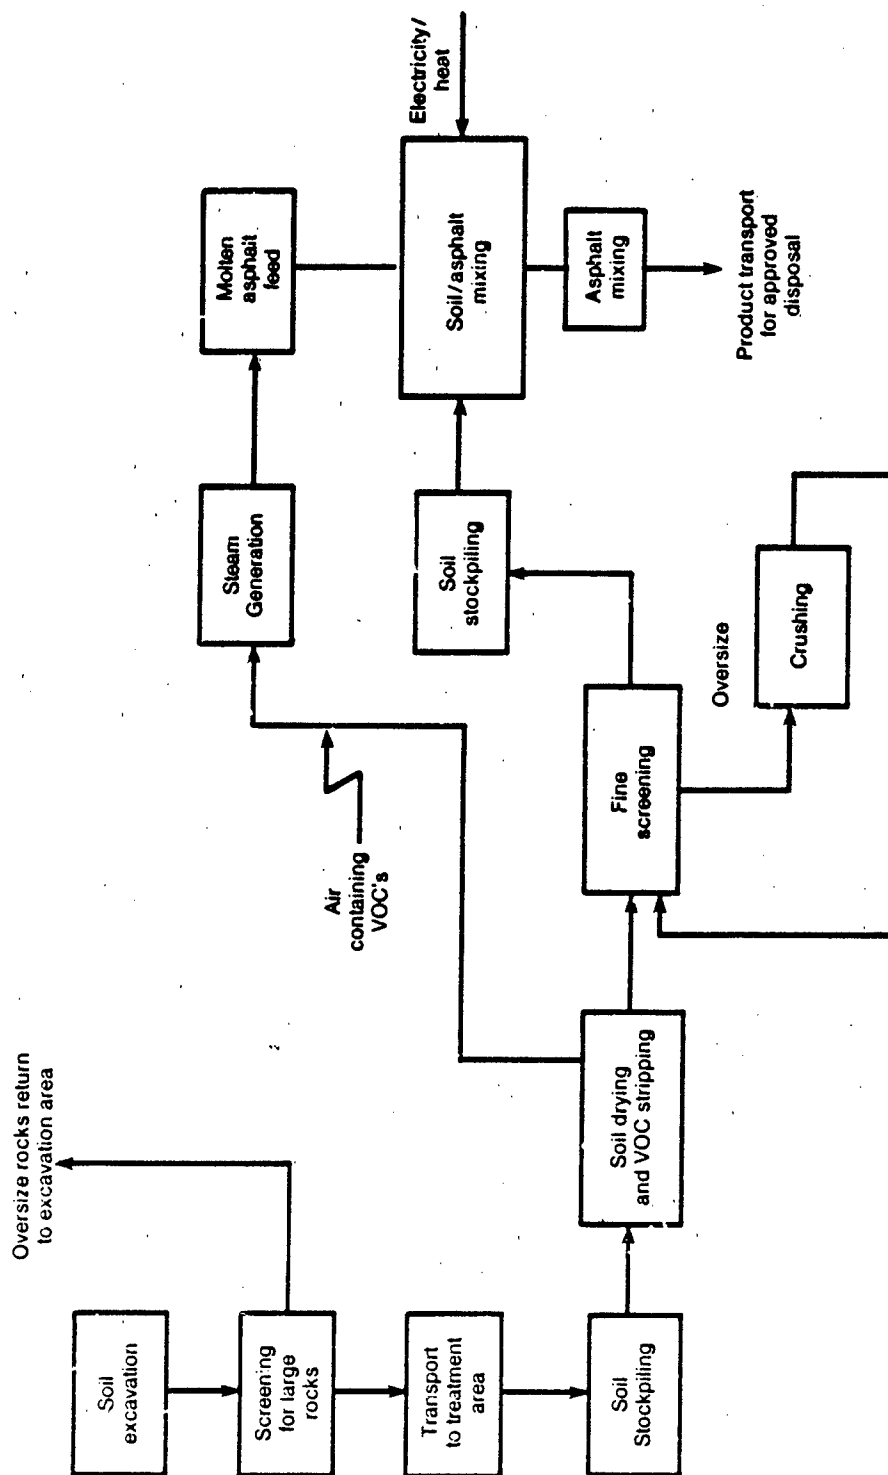 Soil
excavation
Screening
for large
rocks
Oversize rocks return
to excavation area
Transport
to treatment
area
Soil
Stockpiling
Soil drying
and VOC stripping
Air
containing
VOC's
Steam
Generation
Molten
asphalt
feed
Fine
screening
Oversize
Crushing
Soil
stockpiling
Soil/asphalt
mixing
Electricity/
heat
Asphalt
mixing
Product transport
for approved
disposal